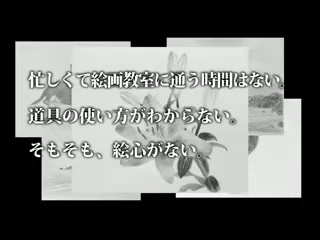 忙しくて絵画教室に通う時間はない。
道具の使い方がわからない。
そもそも、絵心がない。